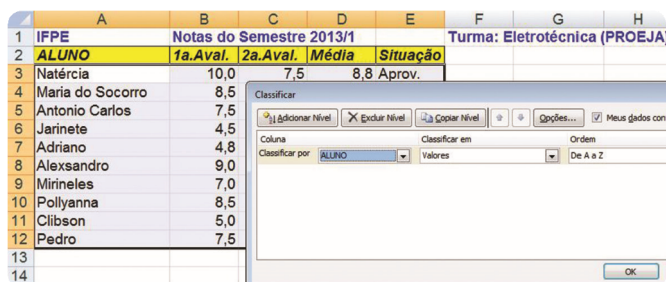 A B C D E F G H
1 IFPE Notas do Semestre 2013/1 Turma: Eletrotécnica (PROEJA)
2 ALUNO 1a.Aval. 2a.Aval. Média Situação
3 Natércia 10,0 7,5 8,8 Aprov.
4 Maria do Socorro 8,5
5 Antonio Carlos 7,5
6 Jarinete 4,5
7 Adriano 4,8
8 Alexsandro 9,0
9 Mirineles 7,0
10 Pollyanna 8,5
11 Clibson 5,0
12 Pedro 7,5
13
14
Classificar
Adicionar Nível Excluir Nível Copiar Nível Opções... Meus dados con
Coluna Classificar em Ordem
Classificar por ALUNO Valores De A a Z
OK